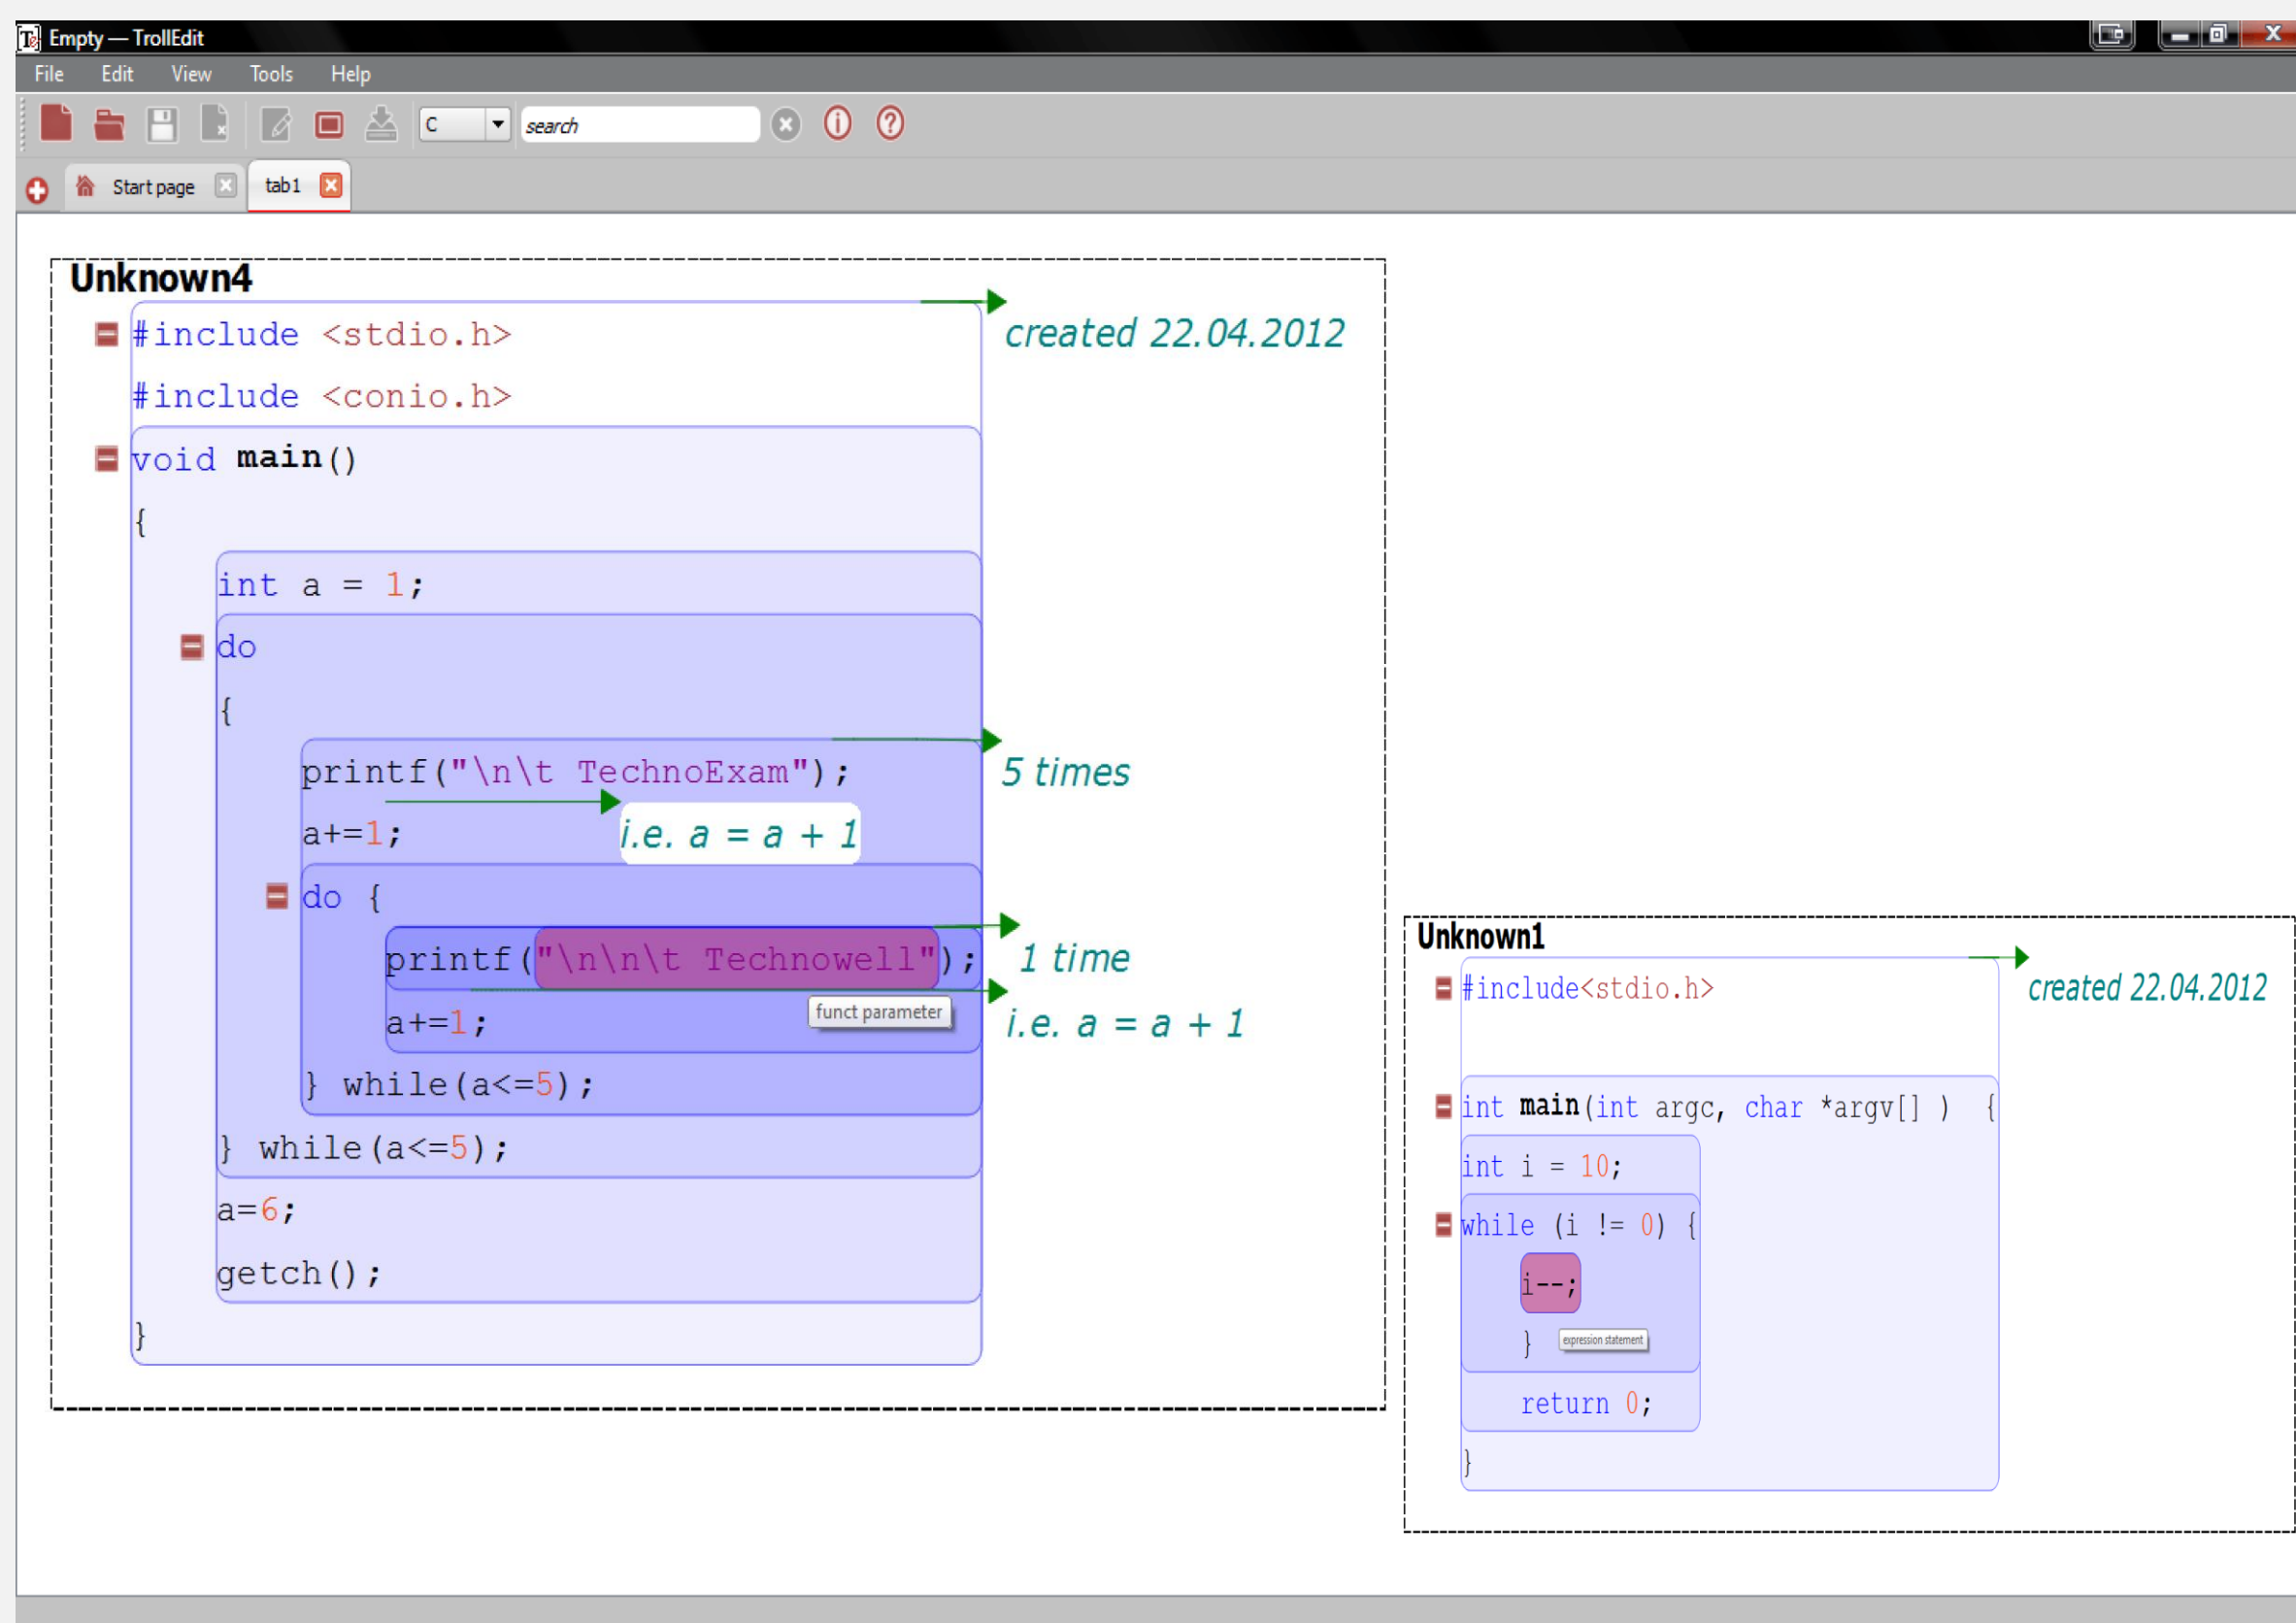 Empty — TrollEdit
File Edit View Tools Help
C search
Start page tab1
Unknown4
#include <stdio.h> created 22.04.2012
#include <conio.h>
void main()
{
int a = 1;
do
{
printf("\n\t TechnoExam"); 5 times
a+=1; i.e. a = a + 1
do {
printf("\n\n\t Technowell"); 1 time
funct parameter
a+=1; i.e. a = a + 1
} while(a<=5);
} while(a<=5);
a=6;
getch();
}
Unknown1
#include<stdio.h> created 22.04.2012
int main(int argc, char *argv[] ) {
int i = 10;
while (i != 0) {
i--;
} expression statement
return 0;
}